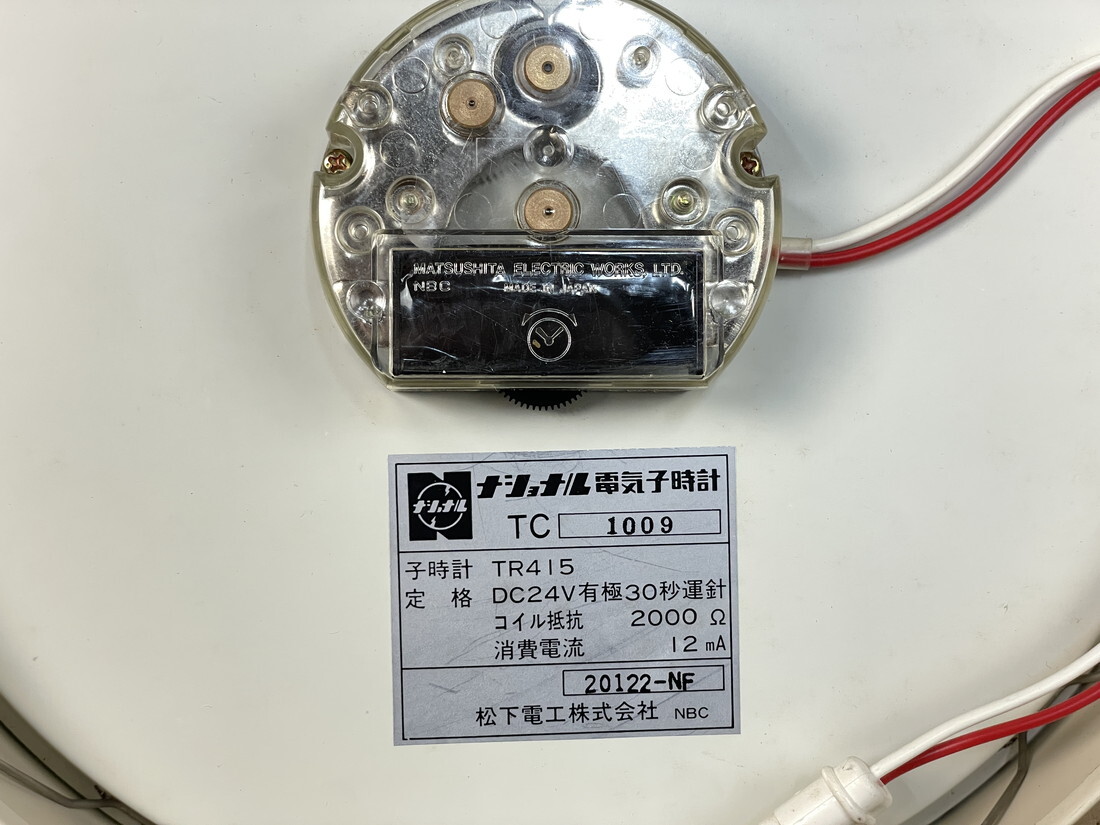 MATSUSHITA ELECTRIC WORKS, LTD.
NBC MADE IN JAPAN
N
ナショナル
ナショナル電気子時計
TC 1009
子時計 TR415
定格 DC24V有極30秒運針
コイル抵抗 2000 Ω
消費電流 12 mA
20122-NF
松下電工株式会社 NBC